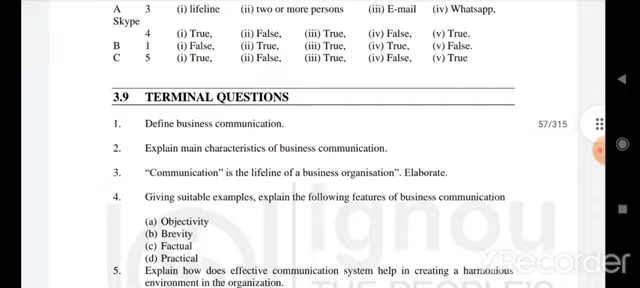 A 3 (i) lifeline (ii) two or more persons (iii) E-mail (iv) Whatsapp,
Skype
4 (i) True, (ii) False, (iii) True, (iv) False, (v) True.
B 1 (i) False, (ii) True, (iii) True, (iv) True, (v) False.
C 5 (i) True, (ii) False, (iii) True, (iv) False, (v) True
3.9 TERMINAL QUESTIONS
1. Define business communication.
57/315
2. Explain main characteristics of business communication.
3. “Communication” is the lifeline of a business organisation”. Elaborate.
4. Giving suitable examples, explain the following features of business communication
(a) Objectivity
(b) Brevity
(c) Factual
(d) Practical
5. Explain how does effective communication system help in creating a harmonious
environment in the organization.
ignou
THE PEOPLE'S
XRecorder